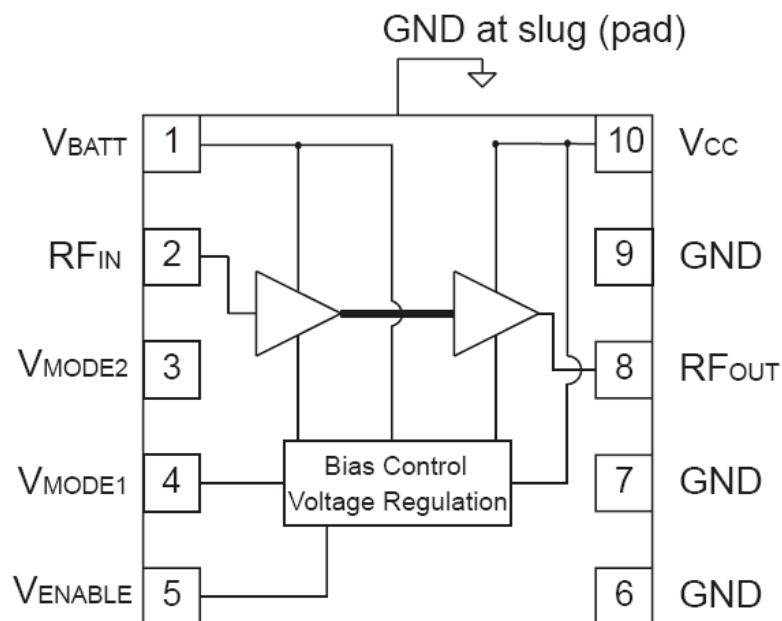 GND at slug (pad)
VBATT 1 10 VCC
RFIN 2 9 GND
VMODE2 3 8 RFOUT
VMODE1 4 Bias Control 7 GND
Voltage Regulation
VENABLE 5 6 GND